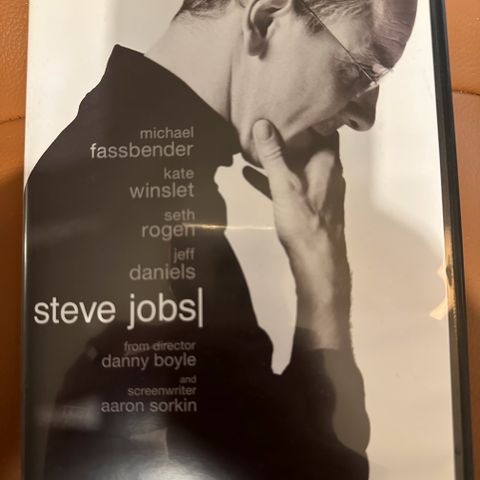 michael
fassbender
kate
winslet
seth
rogen
jeff
daniels
steve jobs|
from director
danny boyle
and
screenwriter
aaron sorkin